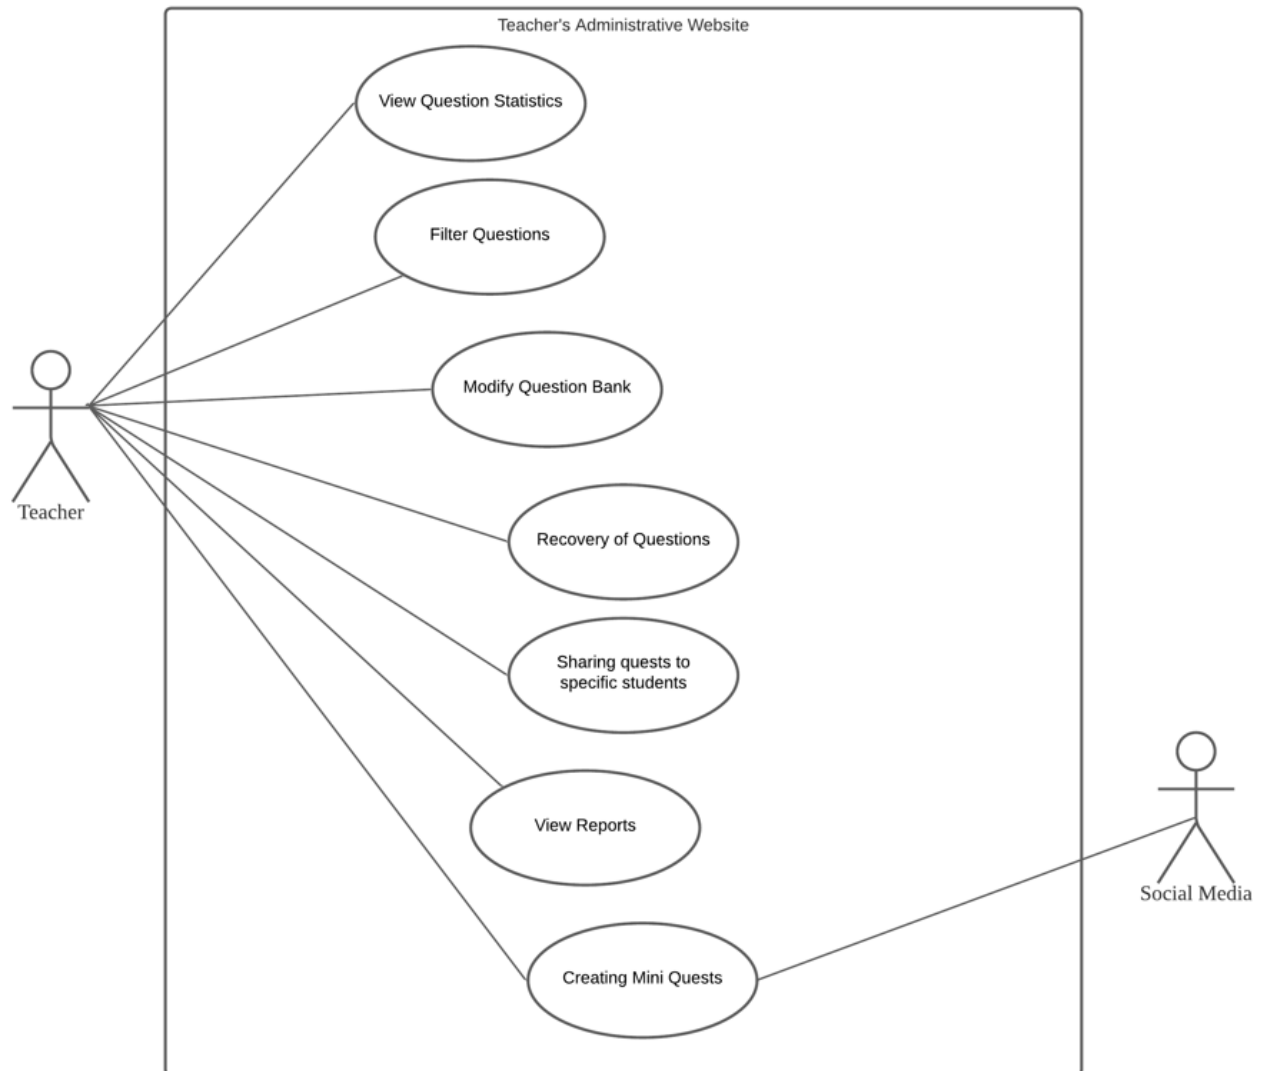 Teacher's Administrative Website
View Question Statistics
Filter Questions
Modify Question Bank
Teacher
Recovery of Questions
Sharing quests to
specific students
View Reports
Social Media
Creating Mini Quests